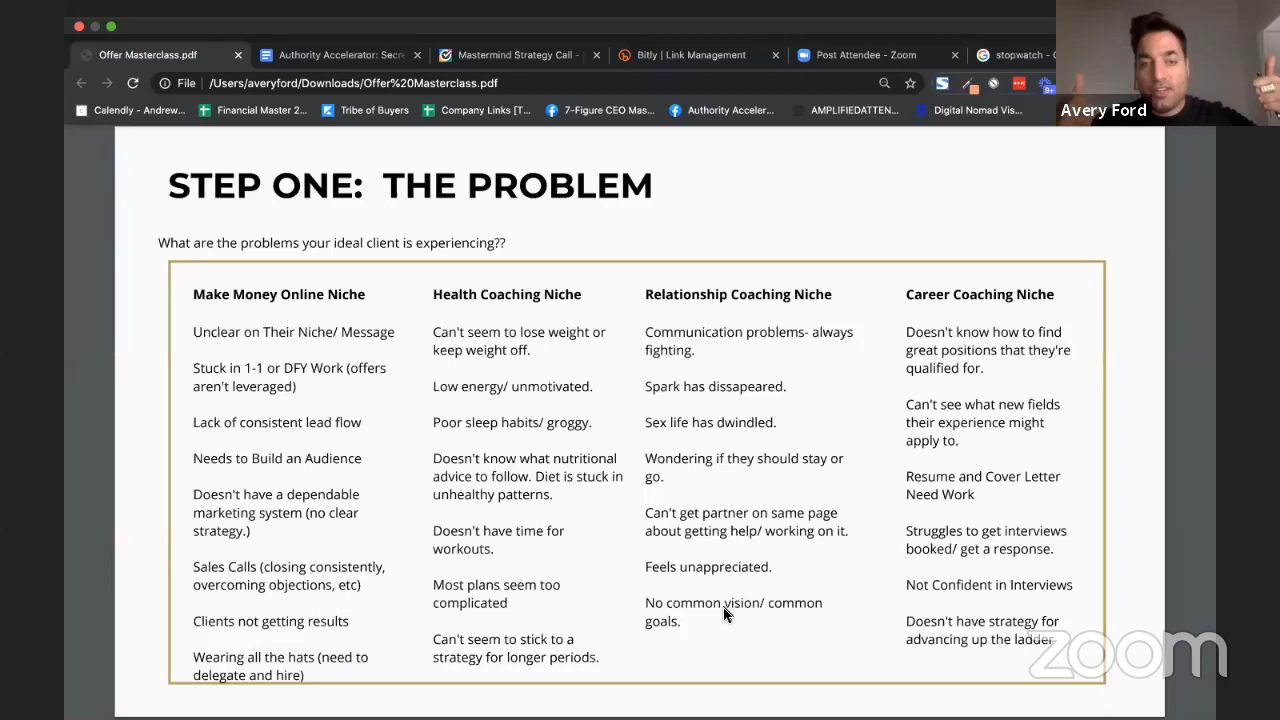 Offer Masterclass.pdf
Authority Accelerator: Secre
Mastermind Strategy Call -
Bitly | Link Management
Post Attendee - Zoom
stopwatch -
File
/Users/averyford/Downloads/Offer%20Masterclass.pdf
9+
Calendly - Andrew...
Financial Master 2...
Tribe of Buyers
Company Links [T...
7-Figure CEO Mas...
Authority Acceler...
AMPLIFIEDATTEN...
Digital Nomad Vis...
Avery Ford
STEP ONE: THE PROBLEM
What are the problems your ideal client is experiencing??
Make Money Online Niche
Unclear on Their Niche/ Message
Stuck in 1-1 or DFY Work (offers
aren't leveraged)
Lack of consistent lead flow
Needs to Build an Audience
Doesn't have a dependable
marketing system (no clear
strategy.)
Sales Calls (closing consistently,
overcoming objections, etc)
Clients not getting results
Wearing all the hats (need to
delegate and hire)
Health Coaching Niche
Can't seem to lose weight or
keep weight off.
Low energy/ unmotivated.
Poor sleep habits/ groggy.
Doesn't know what nutritional
advice to follow. Diet is stuck in
unhealthy patterns.
Doesn't have time for
workouts.
Most plans seem too
complicated
Can't seem to stick to a
strategy for longer periods.
Relationship Coaching Niche
Communication problems- always
fighting.
Spark has dissapeared.
Sex life has dwindled.
Wondering if they should stay or
go.
Can't get partner on same page
about getting help/ working on it.
Feels unappreciated.
No common vision/ common
goals.
Career Coaching Niche
Doesn't know how to find
great positions that they're
qualified for.
Can't see what new fields
their experience might
apply to.
Resume and Cover Letter
Need Work
Struggles to get interviews
booked/ get a response.
Not Confident in Interviews
Doesn't have strategy for
advancing up the ladder
zoom